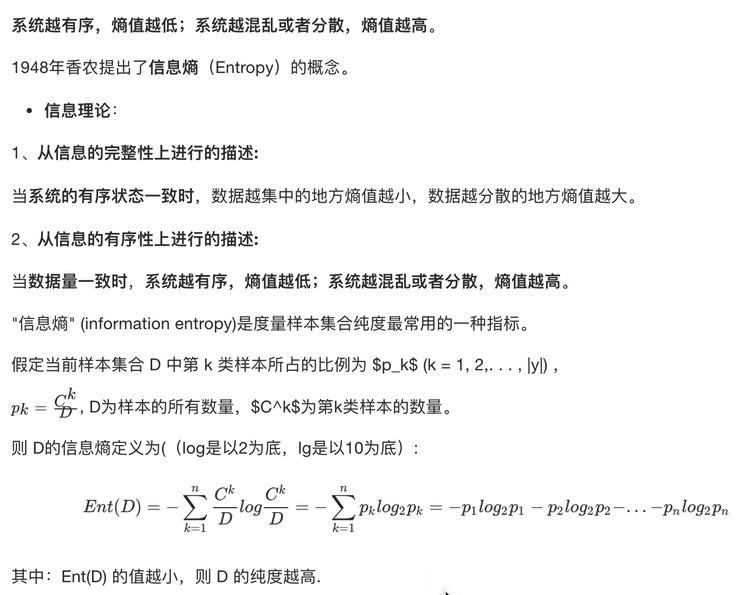 系统越有序，熵值越低；系统越混乱或者分散，熵值越高。
1948年香农提出了信息熵（Entropy）的概念。
• 信息理论：
1、从信息的完整性上进行的描述:
当系统的有序状态一致时，数据越集中的地方熵值越小，数据越分散的地方熵值越大。
2、从信息的有序性上进行的描述:
当数据量一致时，系统越有序，熵值越低；系统越混乱或者分散，熵值越高。
"信息熵" (information entropy)是度量样本集合纯度最常用的一种指标。
假定当前样本集合 D 中第 k 类样本所占的比例为 $p_k$ (k = 1, 2,. . . , |y|) ,
pk = C^k/D, D为样本的所有数量，$C^k$为第k类样本的数量。
则 D的信息熵定义为(（log是以2为底，lg是以10为底）:
Ent(D) = −∑_{k=1}^{n} C^k/D log C^k/D = −∑_{k=1}^{n} p_k log_2 p_k = −p_1 log_2 p_1 − p_2 log_2 p_2 −...−p_n log_2 p_n
其中：Ent(D) 的值越小，则 D 的纯度越高.